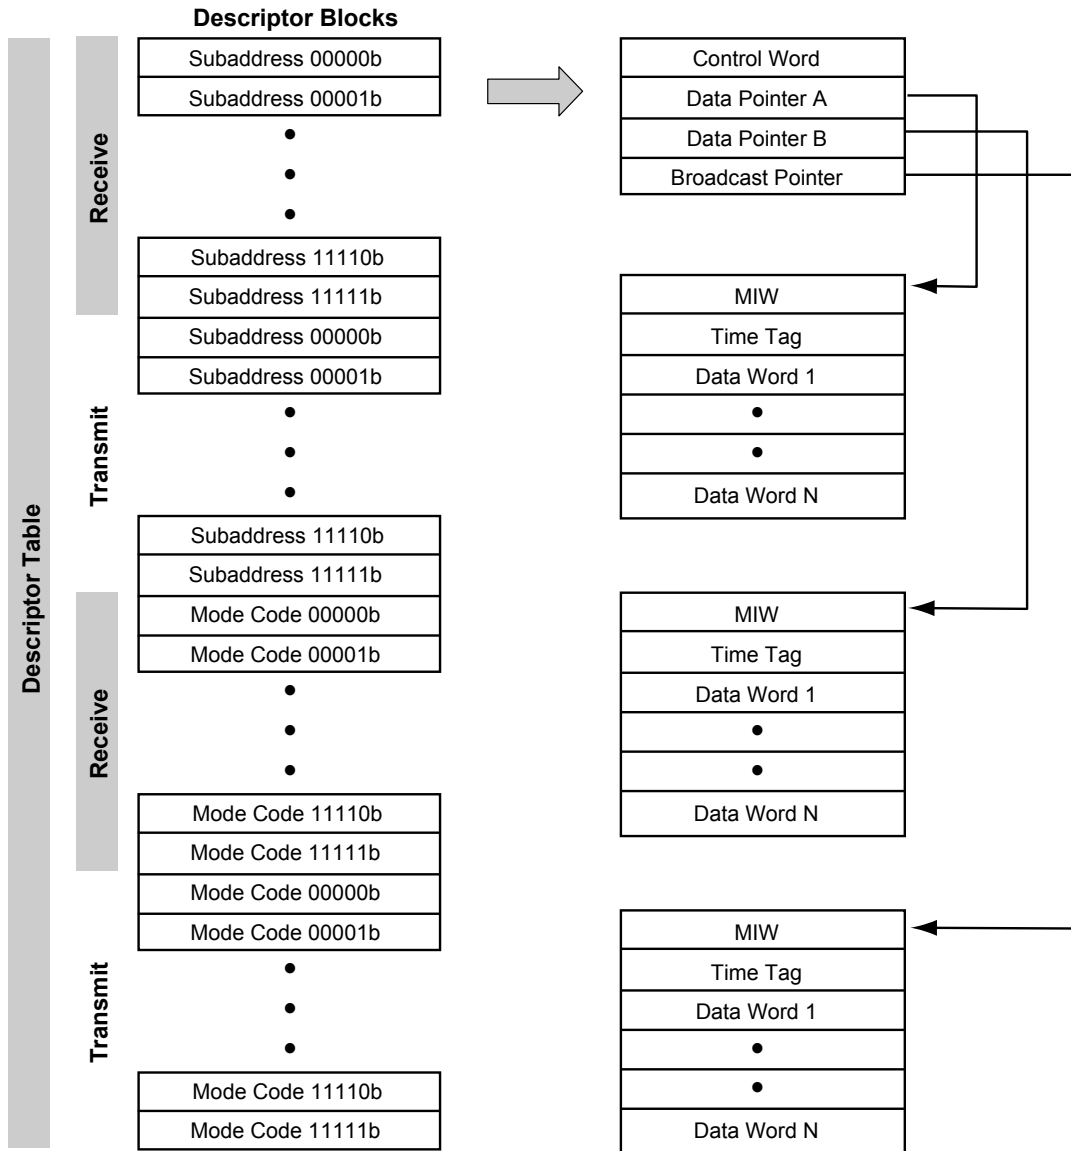 Descriptor Blocks
Descriptor Table
Receive
Subaddress 00000b
Subaddress 00001b
•
•
•
Subaddress 11110b
Subaddress 11111b
Transmit
Subaddress 00000b
Subaddress 00001b
•
•
•
Subaddress 11110b
Subaddress 11111b
Receive
Mode Code 00000b
Mode Code 00001b
•
•
•
Mode Code 11110b
Mode Code 11111b
Transmit
Mode Code 00000b
Mode Code 00001b
•
•
•
Mode Code 11110b
Mode Code 11111b
Control Word
Data Pointer A
Data Pointer B
Broadcast Pointer
MIW
Time Tag
Data Word 1
•
•
Data Word N
MIW
Time Tag
Data Word 1
•
•
Data Word N
MIW
Time Tag
Data Word 1
•
•
Data Word N